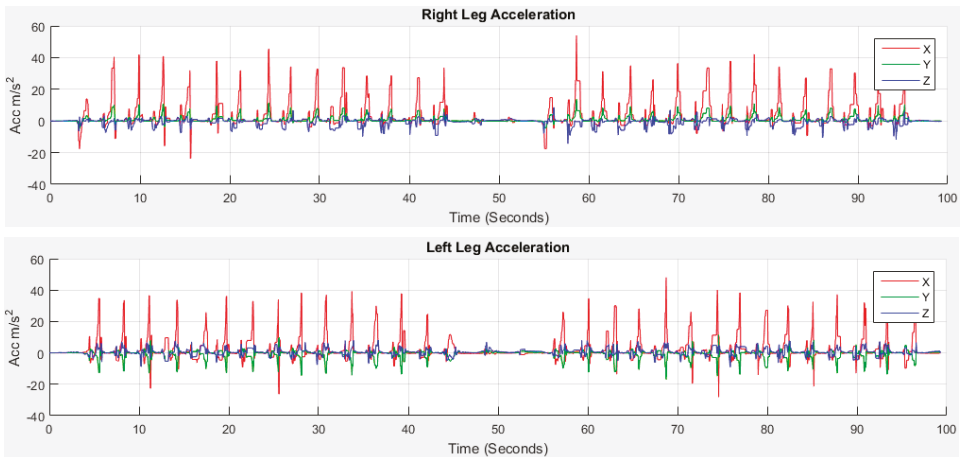 Right Leg Acceleration
60
40
20
0
-20
-40
Acc m/s²
X
Y
Z
0 10 20 30 40 50 60 70 80 90 100
Time (Seconds)
Left Leg Acceleration
60
40
20
0
-20
-40
Acc m/s²
X
Y
Z
0 10 20 30 40 50 60 70 80 90 100
Time (Seconds)